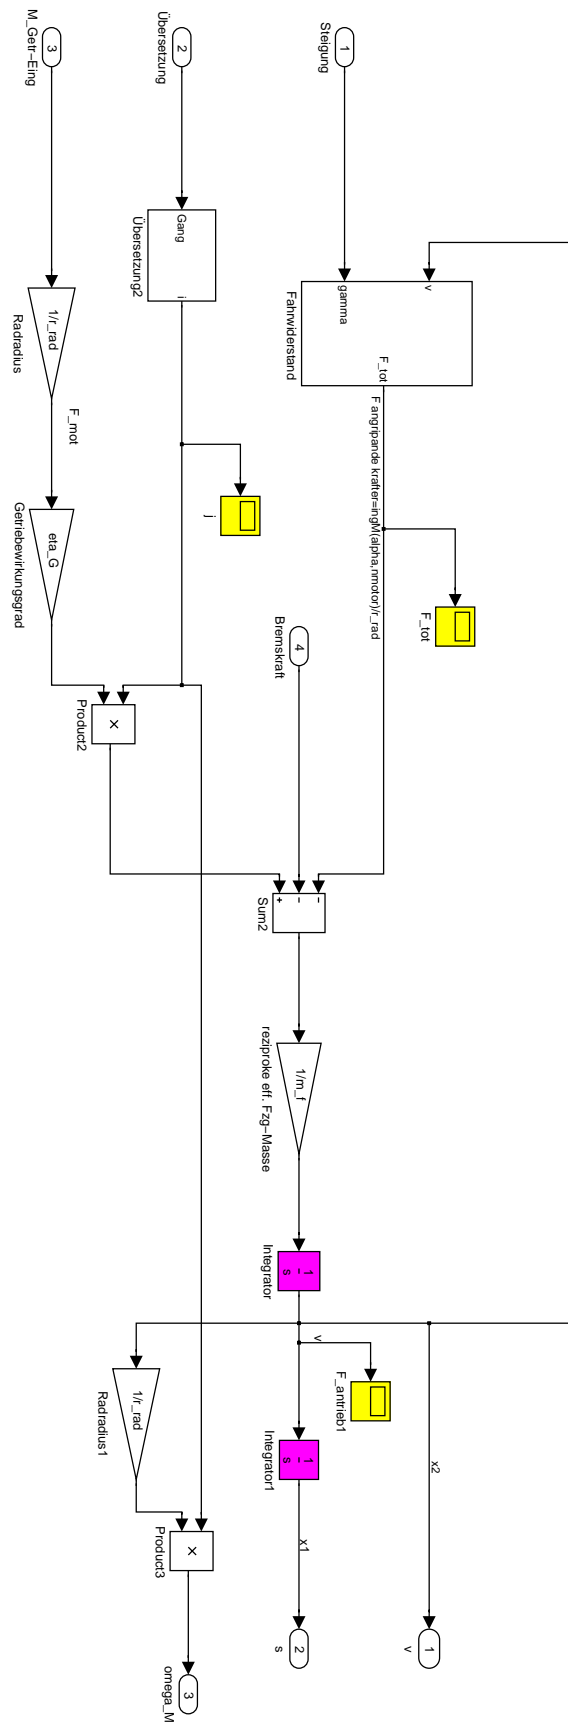 1
Steigung
v
gamma
F_tot
Fahrwiderstand
F angripande krafter=ingM(alpha,nmotor)/r_rad
F_tot
2
Übersetzung
Gang
i
Übersetzung2
j
3
M_Getr−Eing
1/r_rad
Radradius
F_mot
eta_G
Getriebewirkungsgrad
×
Product2
4
Bremskraft
−
−
+
Sum2
1/m_f
reziproke eff. Fzg−Masse
1
−
s
Integrator
v
F_antrieb1
1
−
s
Integrator1
x2
x1
1
v
2
s
1/r_rad
Radradius1
×
Product3
3
omega_M